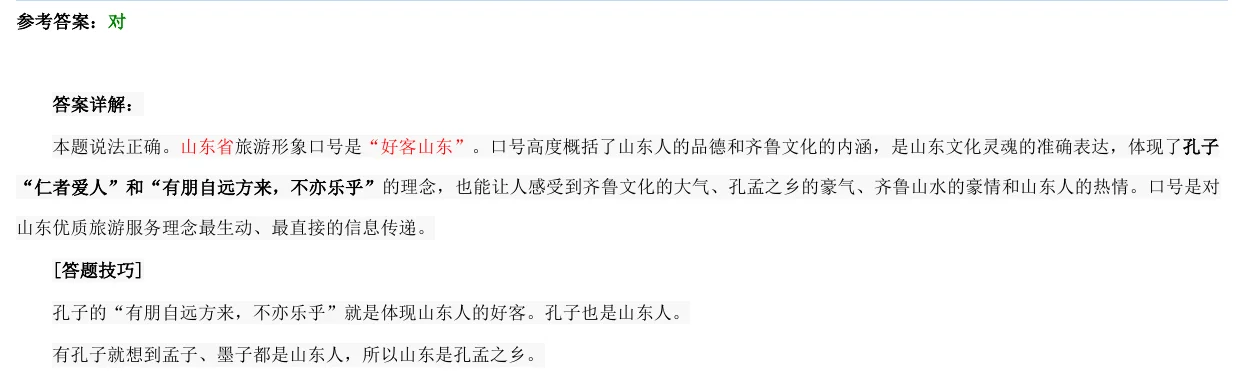 参考答案：对
答案详解：
本题说法正确。山东省旅游形象口号是“好客山东”。口号高度概括了山东人的品德和齐鲁文化的内涵，是山东文化灵魂的准确表达，体现了孔子
“仁者爱人”和“有朋自远方来，不亦乐乎”的理念，也能让人感受到齐鲁文化的大气、孔孟之乡的豪气、齐鲁山水的豪情和山东人的热情。口号是对
山东优质旅游服务理念最生动、最直接的信息传递。
[答题技巧]
孔子的“有朋自远方来，不亦乐乎”就是体现山东人的好客。孔子也是山东人。
有孔子就想到孟子、墨子都是山东人，所以山东是孔孟之乡。